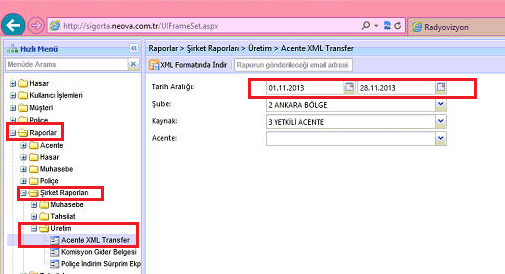 http://sigorta.neova.com.tr/UIFrameSet.aspx
Radyovizyon
Hızlı Menü
Menüde Arama
Hasar
Kullanıcı İşlemleri
Müşteri
Poliçe
Raporlar
Acente
Hasar
Muhasebe
Poliçe
Şirket Raporları
Muhasebe
Tahsilat
Üretim
Acente XML Transfer
Komisyon Gider Belgesi
Poliçe İndirim Sürprim Ekp
Raporlar > Şirket Raporları > Üretim > Acente XML Transfer
XML Formatında İndir
Raporun gönderileceği email adresi
Tarih Aralığı:
01.11.2013
28.11.2013
Şube:
2 ANKARA BÖLGE
Kaynak:
3 YETKİLİ ACENTE
Acente: